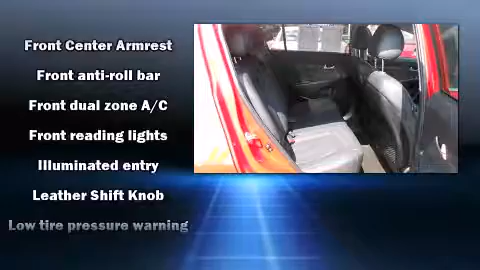 Front Center Armrest
Front anti-roll bar
Front dual zone A/C
Front reading lights
Illuminated entry
Leather Shift Knob
Low tire pressure warning